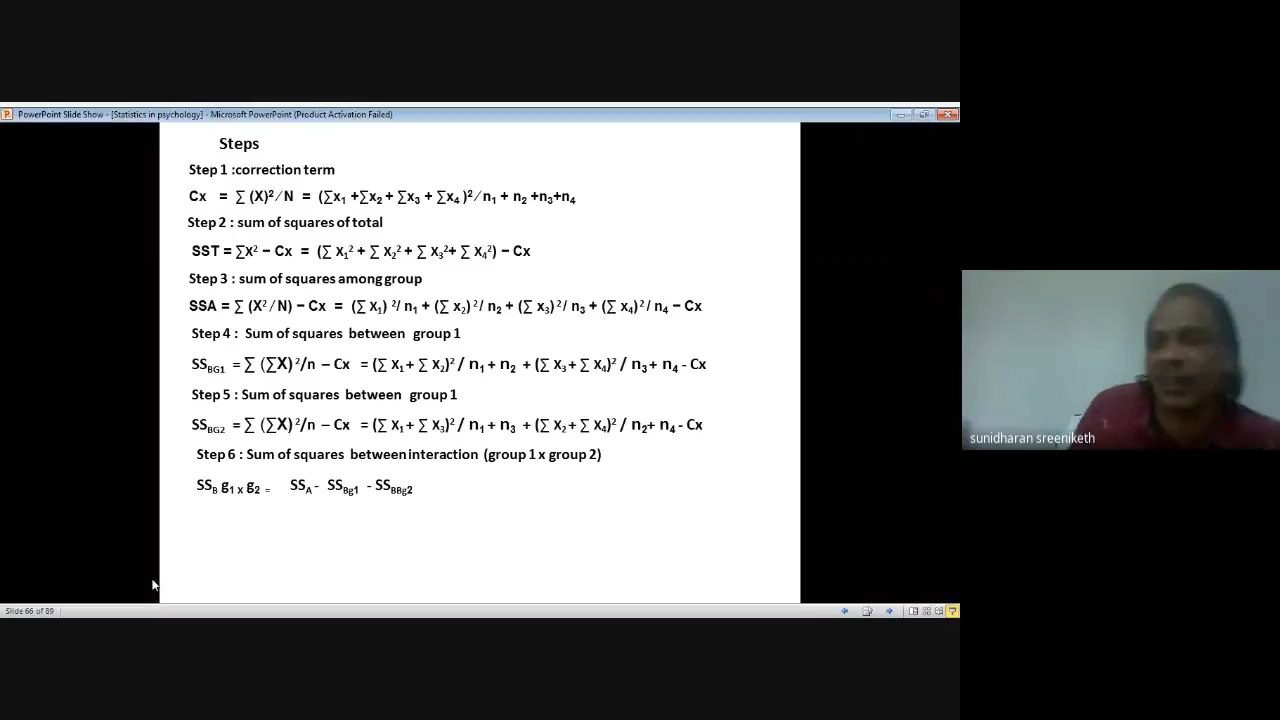 PowerPoint Slide Show - [Statistics in psychology] - Microsoft PowerPoint (Product Activation Failed)
Steps
Step 1 :correction term
Cx = ∑ (X)²/ N = (∑x₁ +∑x₂ + ∑x₃ + ∑x₄ )²/ n₁ + n₂ +n₃+n₄
Step 2 : sum of squares of total
SST = ∑X² − Cx = (∑ X₁² + ∑ X₂² + ∑ X₃²+ ∑ X₄²) − Cx
Step 3 : sum of squares among group
SSA = ∑ (X²/ N) − Cx = (∑ X₁) ²/ n₁ + (∑ x₂)²/ n₂ + (∑ x₃)²/ n₃ + (∑ x₄)²/ n₄ − Cx
Step 4 : Sum of squares between group 1
SS_BG1 = ∑ (∑X) ²/n − Cx = (∑ X₁ + ∑ X₂)² / n₁ + n₂ + (∑ X₃ + ∑ X₄)² / n₃ + n₄ - Cx
Step 5 : Sum of squares between group 1
SS_BG2 = ∑ (∑X) ²/n − Cx = (∑ X₁ + ∑ X₃)² / n₁ + n₃ + (∑ X₂ + ∑ X₄)² / n₂+ n₄ - Cx
Step 6 : Sum of squares between interaction (group 1 x group 2)
SS_B g₁ ₓ g₂ = SS_A - SS_Bg1 - SS_BBg2
sunidharan sreeniketh
Slide 66 of 89